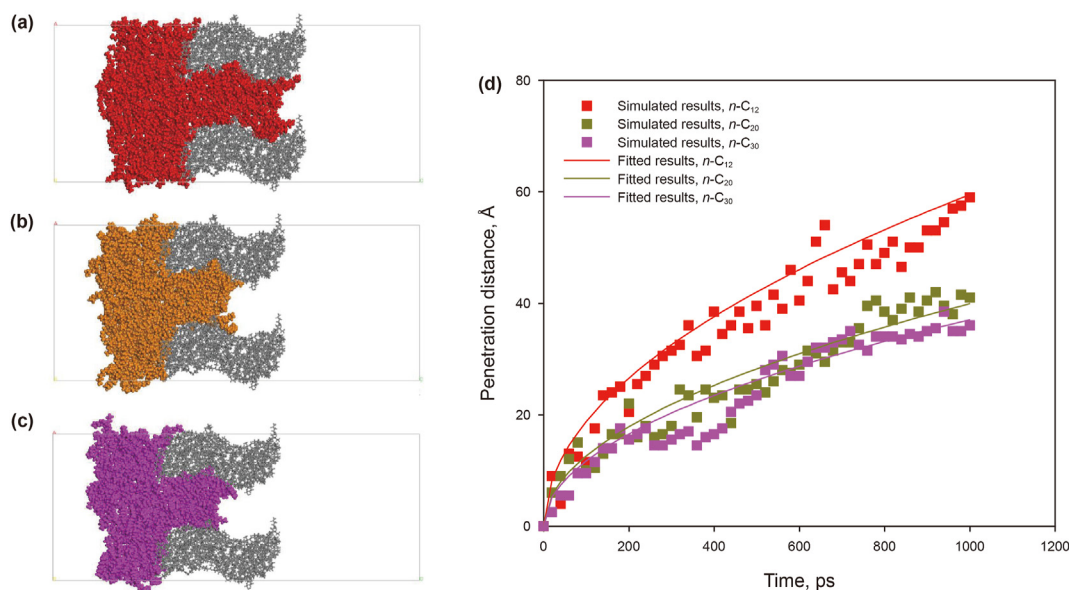 (a)
(b)
(c)
(d)
80
60
40
20
0
Penetration distance, Å
Simulated results, n-C12
Simulated results, n-C20
Simulated results, n-C30
Fitted results, n-C12
Fitted results, n-C20
Fitted results, n-C30
0 200 400 600 800 1000 1200
Time, ps